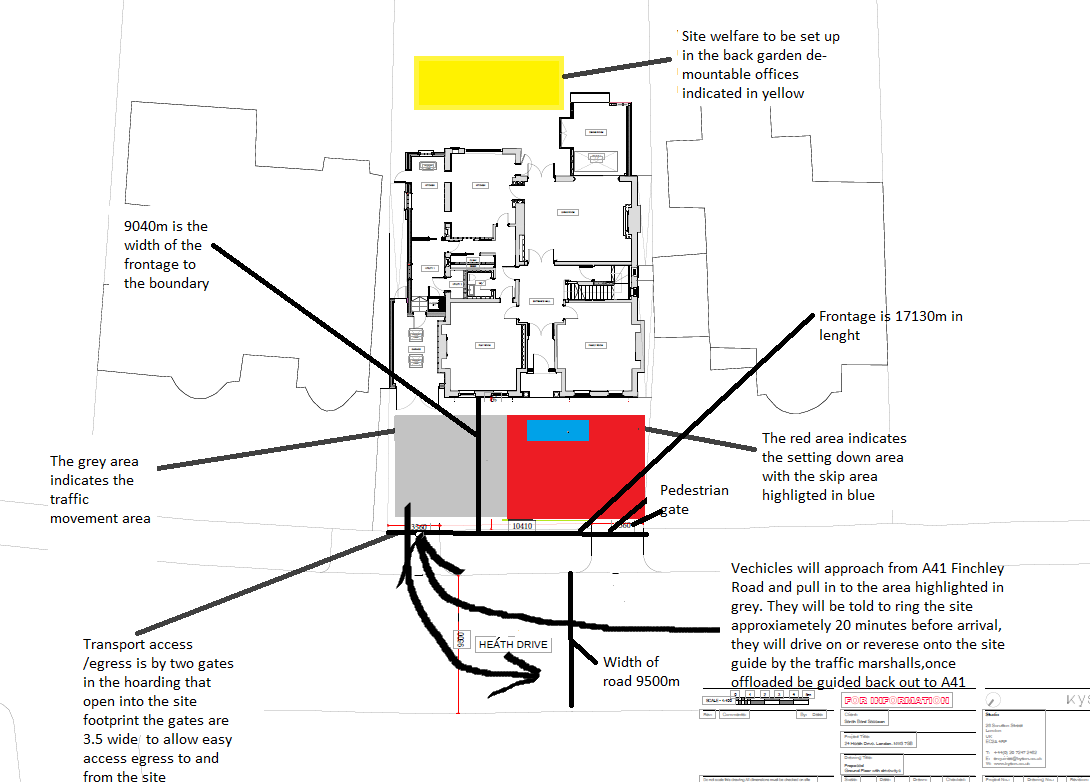 Site welfare to be set up
in the back garden de-
mountable offices
indicated in yellow
9040m is the
width of the
frontage to
the boundary
Frontage is 17130m in
lenght
The red area indicates
the setting down area
with the skip area
highligted in blue
The grey area
indicates the
traffic
movement area
Pedestrian
gate
3360
10410
Vechicles will approach from A41 Finchley
Road and pull in to the area highlighted in
grey. They will be told to ring the site
approxiamately 20 minutes before arrival,
they will drive on or reverese onto the site
guide by the traffic marshalls,once
offloaded be guided back out to A41
Transport access
/egress is by two gates
in the hoarding that
open into the site
footprint the gates are
3.5 wide to allow easy
access egress to and
from the site
9500
HEATH DRIVE
Width of
road 9500m
FOR INFORMATION
Project Title:
Studio
London